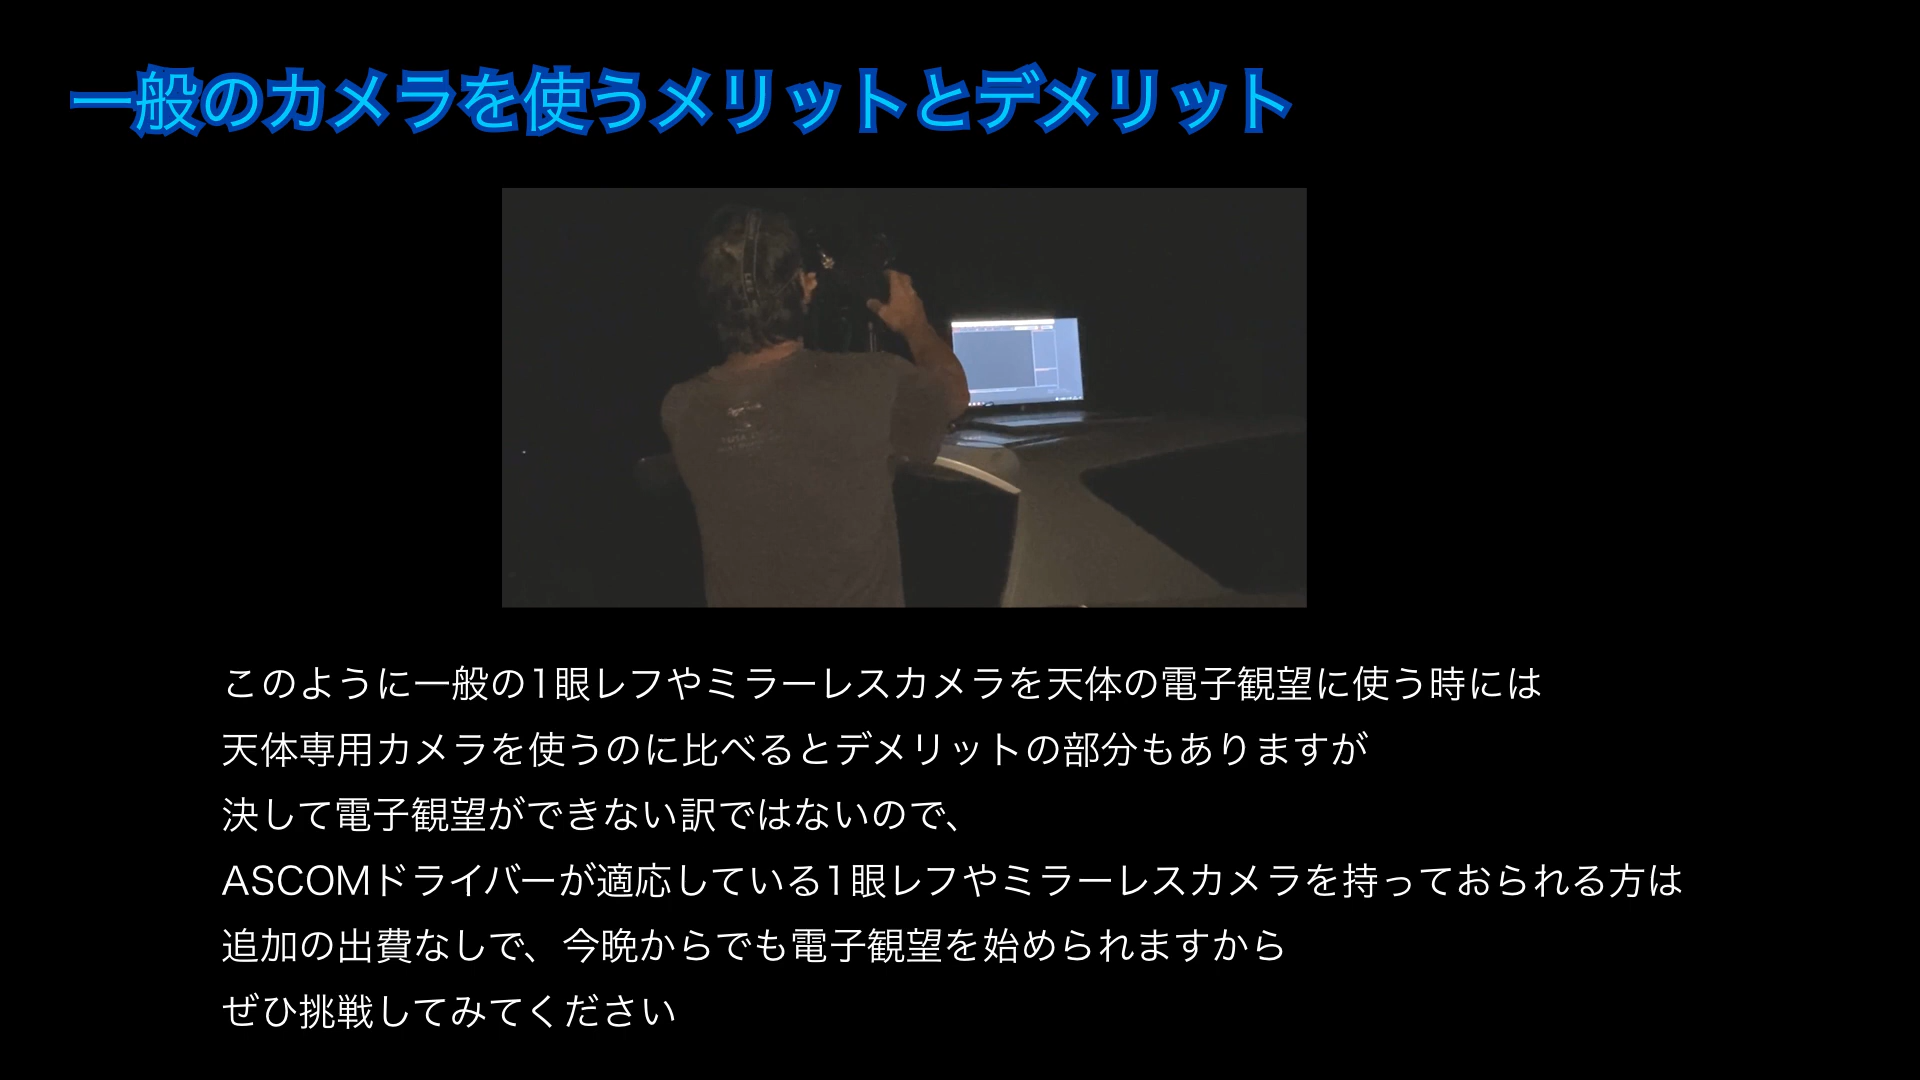 一般のカメラを使うメリットとデメリット
このように一般の1眼レフやミラーレスカメラを天体の電子観望に使う時には
天体専用カメラを使うのに比べるとデメリットの部分もありますが
決して電子観望ができない訳ではないので、
ASCOMドライバーが適応している1眼レフやミラーレスカメラを持っておられる方は
追加の出費なしで、今晩からでも電子観望を始められますから
ぜひ挑戦してみてください